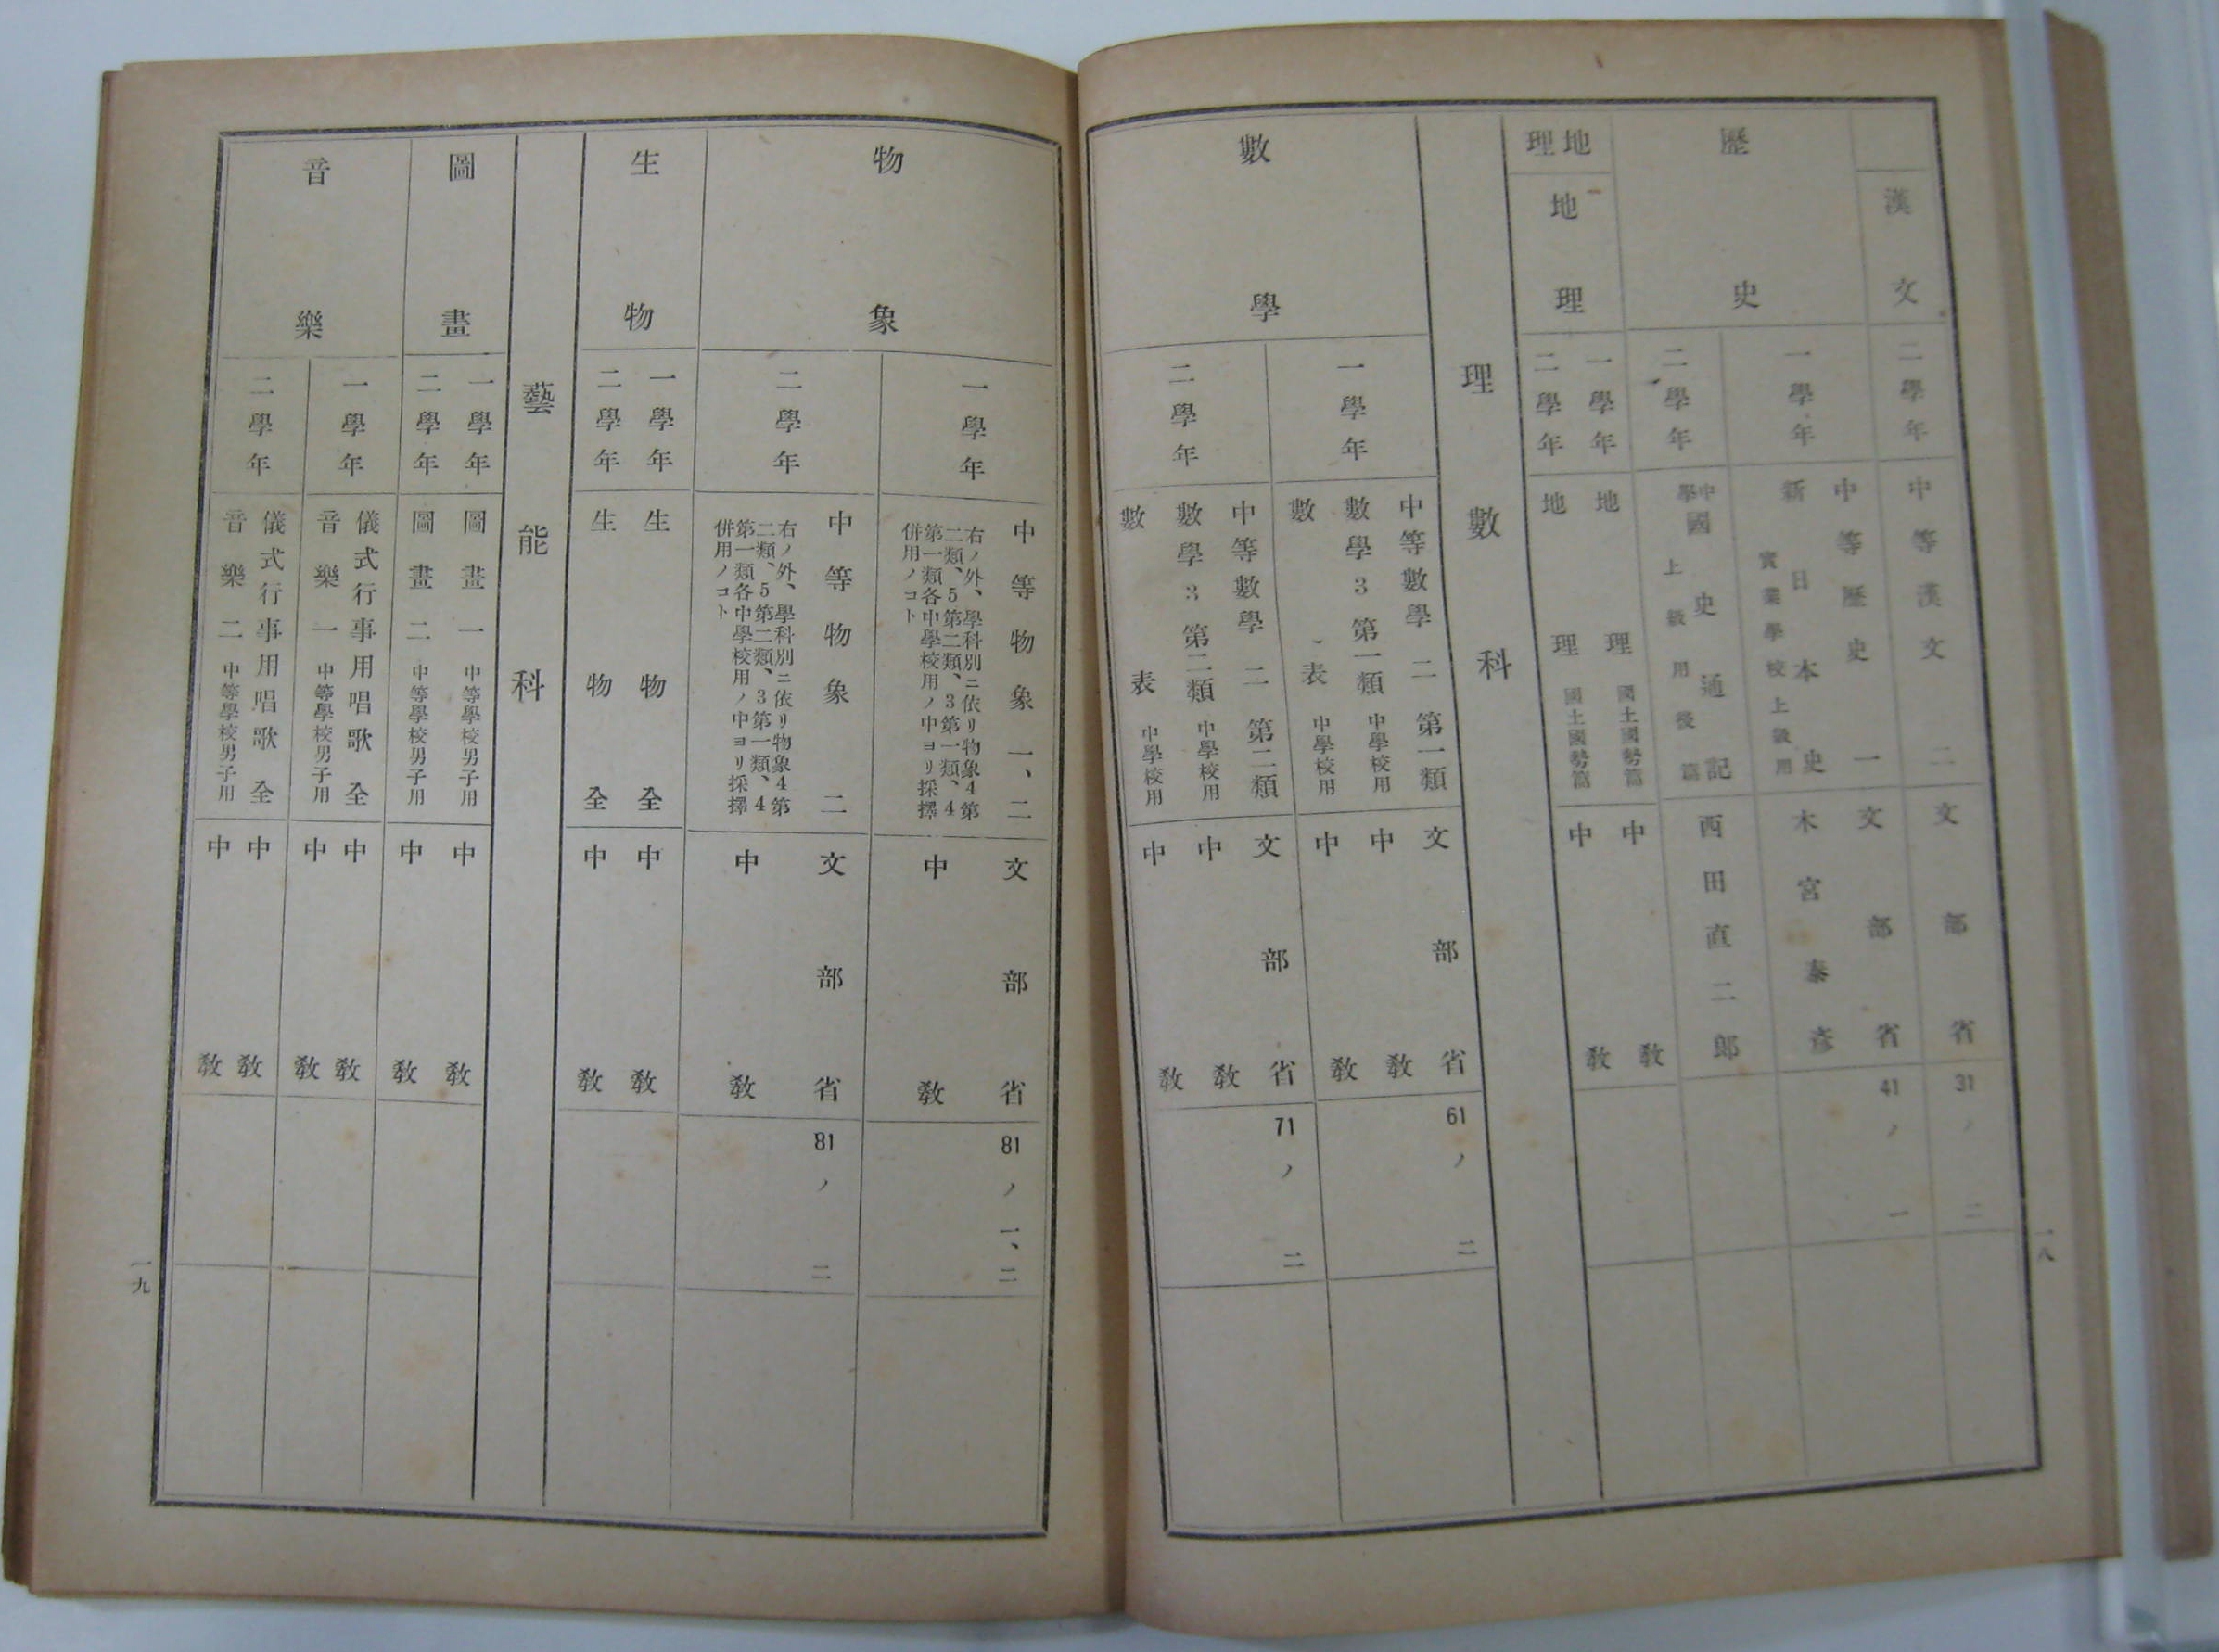 漢文
二學年
中等漢文 二
文部省
31ノ二
歷史
一學年
中等歷史 一
文部省
41ノ一
新日本史 實業學校上級用
木宮泰彥
二學年
中學國史通記 上級用後篇
西田直二郎
地理
地理
一學年
地理 國土國勢篇
中教
二學年
地理 國土國勢篇
中教
理數科
數學
一學年
中等數學 二 第一類
文部省
61ノ二
數學3 第一類 中學校用
中教
數表 中學校用
中教
二學年
中等數學 二 第二類
文部省
71ノ二
數學3 第二類 中學校用
中教
數表 中學校用
中教
一八
物象
一學年
中等物象 一、二
文部省
81ノ一、二
右ノ外、學科別ニ依リ物象4第
二類、5第二類、3第一類、4
第一類各中學校用ノ中ヨリ採擇
併用ノコト
中教
二學年
中等物象 二
文部省
81ノ二
右ノ外、學科別ニ依リ物象4第
二類、5第二類、3第一類、4
第一類各中學校用ノ中ヨリ採擇
併用ノコト
中教
生物
一學年
生物 全
中教
二學年
生物 全
中教
藝能科
圖畫
一學年
圖畫 一 中等學校男子用
中教
二學年
圖畫 二 中等學校男子用
中教
音樂
一學年
儀式行事用唱歌 全
中教
音樂 一 中等學校男子用
中教
二學年
儀式行事用唱歌 全
中教
音樂 二 中等學校男子用
中教
一九